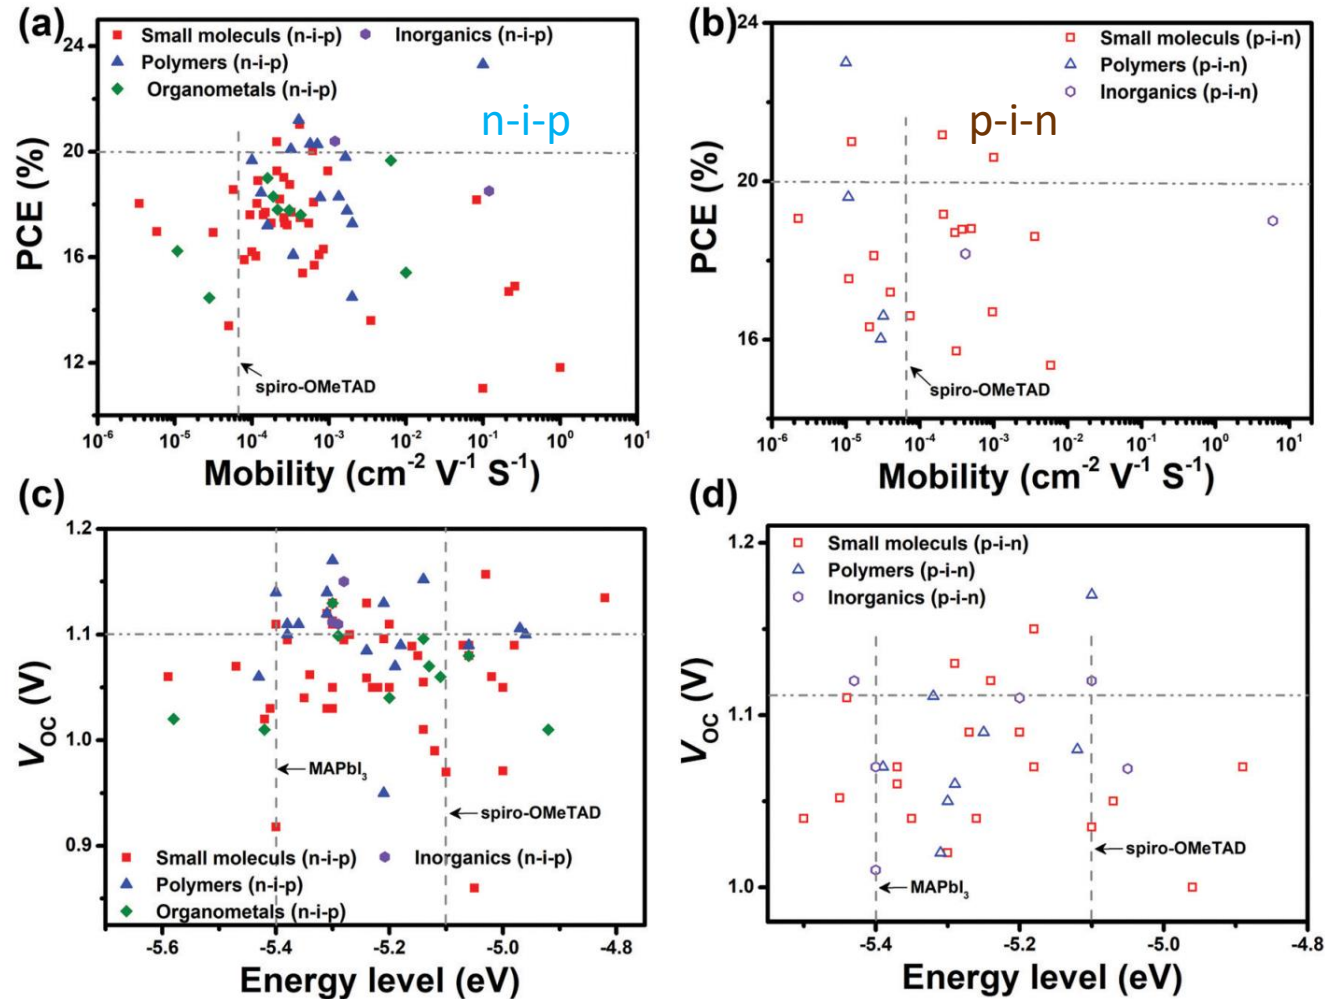 (a)
Small moleculs (n-i-p)
Inorganics (n-i-p)
Polymers (n-i-p)
Organometals (n-i-p)
n-i-p
24
20
16
12
PCE (%)
spiro-OMeTAD
10⁻⁶ 10⁻⁵ 10⁻⁴ 10⁻³ 10⁻² 10⁻¹ 10⁰ 10¹
Mobility (cm⁻² V⁻¹ S⁻¹)
(b)
Small moleculs (p-i-n)
Polymers (p-i-n)
Inorganics (p-i-n)
p-i-n
24
20
16
PCE (%)
spiro-OMeTAD
10⁻⁶ 10⁻⁵ 10⁻⁴ 10⁻³ 10⁻² 10⁻¹ 10⁰ 10¹
Mobility (cm⁻² V⁻¹ S⁻¹)
(c)
1.2
1.1
1.0
0.9
V_OC (V)
MAPbI₃
spiro-OMeTAD
Small moleculs (n-i-p)
Inorganics (n-i-p)
Polymers (n-i-p)
Organometals (n-i-p)
-5.6 -5.4 -5.2 -5.0 -4.8
Energy level (eV)
(d)
Small moleculs (p-i-n)
Polymers (p-i-n)
Inorganics (p-i-n)
1.2
1.1
1.0
V_OC (V)
spiro-OMeTAD
MAPbI₃
-5.4 -5.2 -5.0 -4.8
Energy level (eV)